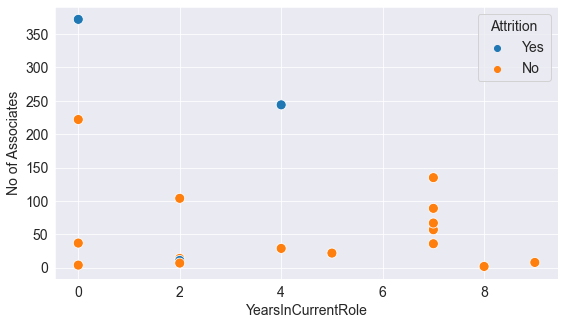 Attrition
Yes
No
No of Associates
350
300
250
200
150
100
50
0
0 2 4 6 8
YearsInCurrentRole